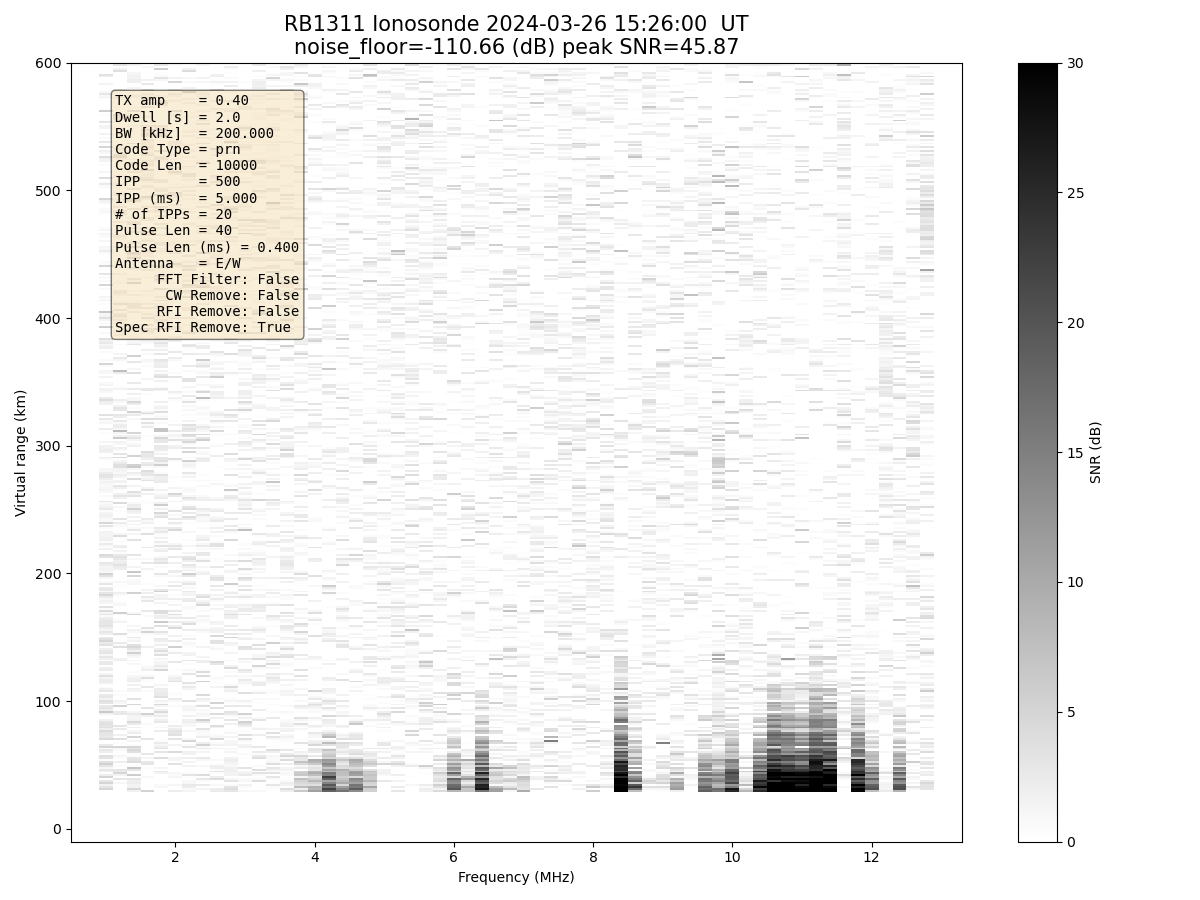 RB1311 Ionosonde 2024-03-26 15:26:00  UT
noise_floor=-110.66 (dB) peak SNR=45.87
TX amp    = 0.40
Dwell [s] = 2.0
BW [kHz]  = 200.000
Code Type = prn
Code Len  = 10000
IPP       = 500
IPP (ms)  = 5.000
# of IPPs = 20
Pulse Len = 40
Pulse Len (ms) = 0.400
Antenna   = E/W
FFT Filter: False
CW Remove: False
RFI Remove: False
Spec RFI Remove: True
600
500
400
300
200
100
0
Virtual range (km)
2
4
6
8
10
12
Frequency (MHz)
30
25
20
15
10
5
0
SNR (dB)